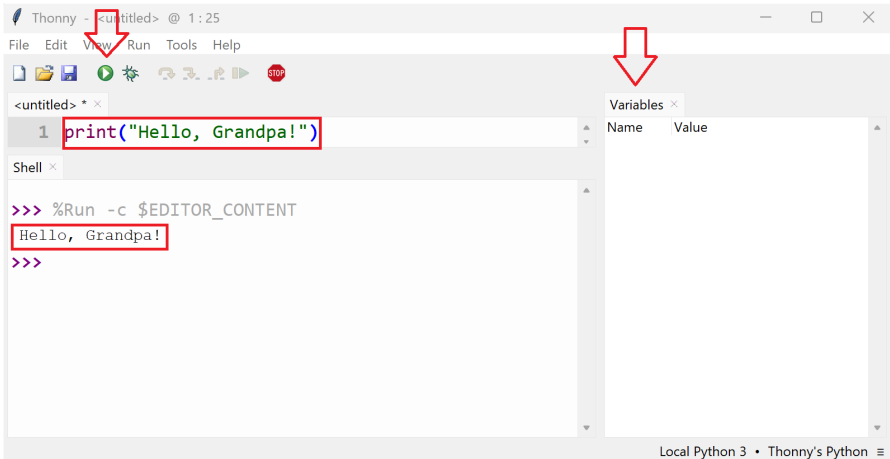 Thonny - <untitled> @ 1 : 25
File Edit View Run Tools Help
STOP
<untitled> * ×
1 print("Hello, Grandpa!")
Shell ×
>>> %Run -c $EDITOR_CONTENT
Hello, Grandpa!
>>>
Variables ×
Name Value
Local Python 3 • Thonny's Python ≡